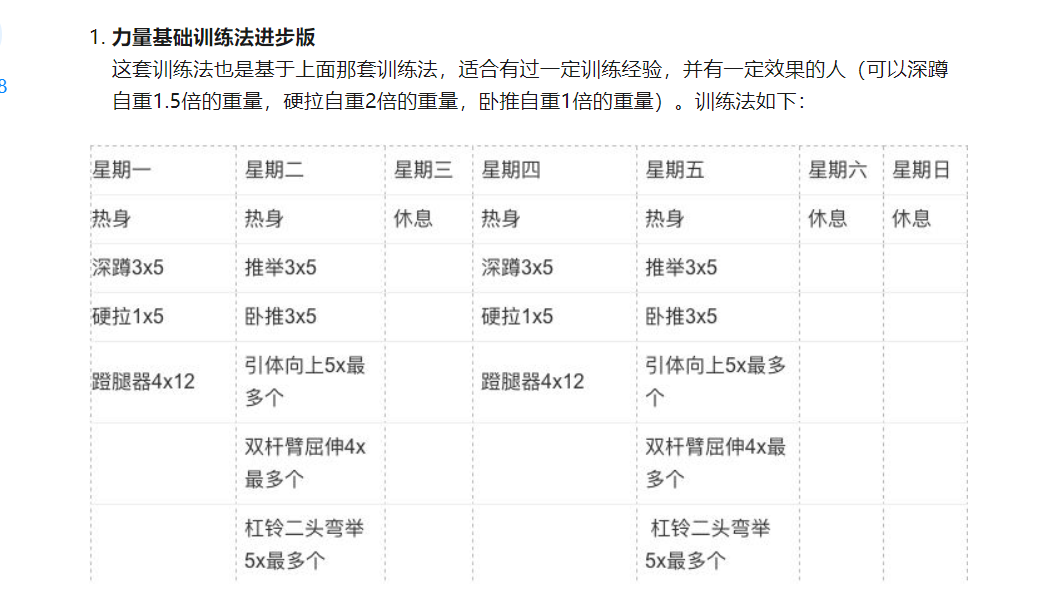 8
1. 力量基础训练法进步版
这套训练法也是基于上面那套训练法，适合有过一定训练经验，并有一定效果的人（可以深蹲
自重1.5倍的重量，硬拉自重2倍的重量，卧推自重1倍的重量）。训练法如下：
星期一 星期二 星期三 星期四 星期五 星期六 星期日
热身 热身 休息 热身 热身 休息 休息
深蹲3x5 推举3x5 深蹲3x5 推举3x5
硬拉1x5 卧推3x5 硬拉1x5 卧推3x5
蹬腿器4x12 引体向上5x最 蹬腿器4x12 引体向上5x最多
多个 个
双杆臂屈伸4x 双杆臂屈伸4x最
最多个 多个
杠铃二头弯举 杠铃二头弯举
5x最多个 5x最多个